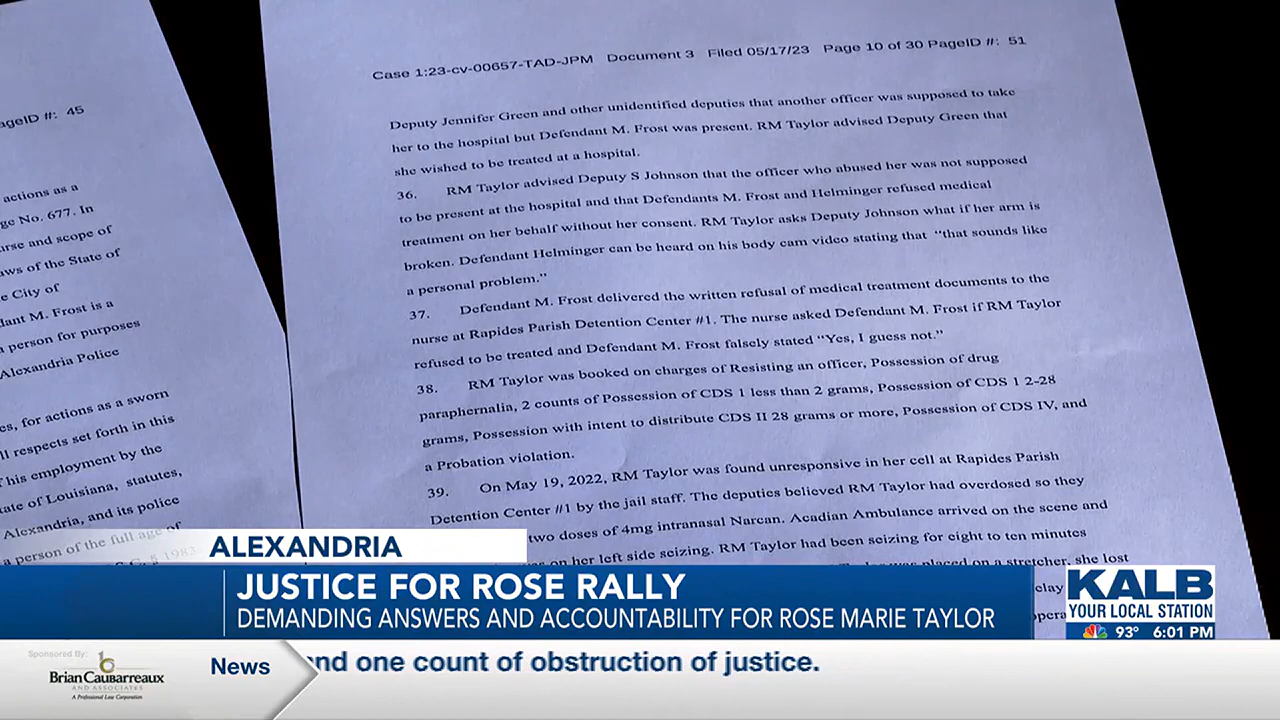 Case 1:23-cv-00657-TAD-JPM Document 3 Filed 05/17/23 Page 10 of 30 PageID #: 51
Deputy Jennifer Green and other unidentified deputies that another officer was supposed to take
her to the hospital but Defendant M. Frost was present. RM Taylor advised Deputy Green that
she wished to be treated at a hospital.
36. RM Taylor advised Deputy S Johnson that the officer who abused her was not supposed
to be present at the hospital and that Defendants M. Frost and Helminger refused medical
treatment on her behalf without her consent. RM Taylor asks Deputy Johnson what if her arm is
broken. Defendant Helminger can be heard on his body cam video stating that “that sounds like
a personal problem.”
37. Defendant M. Frost delivered the written refusal of medical treatment documents to the
nurse at Rapides Parish Detention Center #1. The nurse asked Defendant M. Frost if RM Taylor
refused to be treated and Defendant M. Frost falsely stated “Yes, I guess not.”
38. RM Taylor was booked on charges of Resisting an officer, Possession of drug
paraphernalia, 2 counts of Possession of CDS 1 less than 2 grams, Possession of CDS 1 2-28
grams, Possession with intent to distribute CDS II 28 grams or more, Possession of CDS IV, and
a Probation violation.
39. On May 19, 2022, RM Taylor was found unresponsive in her cell at Rapides Parish
Detention Center #1 by the jail staff. The deputies believed RM Taylor had overdosed so they
two doses of 4mg intranasal Narcan. Acadian Ambulance arrived on the scene and
on her left side seizing. RM Taylor had been seizing for eight to ten minutes
was placed on a stretcher, she lost
ageID #: 45
actions as a
ge No. 677. In
urse and scope of
aws of the State of
e City of
dant M. Frost is a
a person for purposes
Alexandria Police
es, for actions as a sworn
ll respects set forth in this
his employment by the
tate of Louisiana, statutes,
Alexandria, and its police
a person of the full age of
ALEXANDRIA
JUSTICE FOR ROSE RALLY
DEMANDING ANSWERS AND ACCOUNTABILITY FOR ROSE MARIE TAYLOR
KALB
YOUR LOCAL STATION
93° 6:01 PM
Sponsored By:
Brian Caubarreaux
AND ASSOCIATES
A Professional Law Corporation
News
nd one count of obstruction of justice.